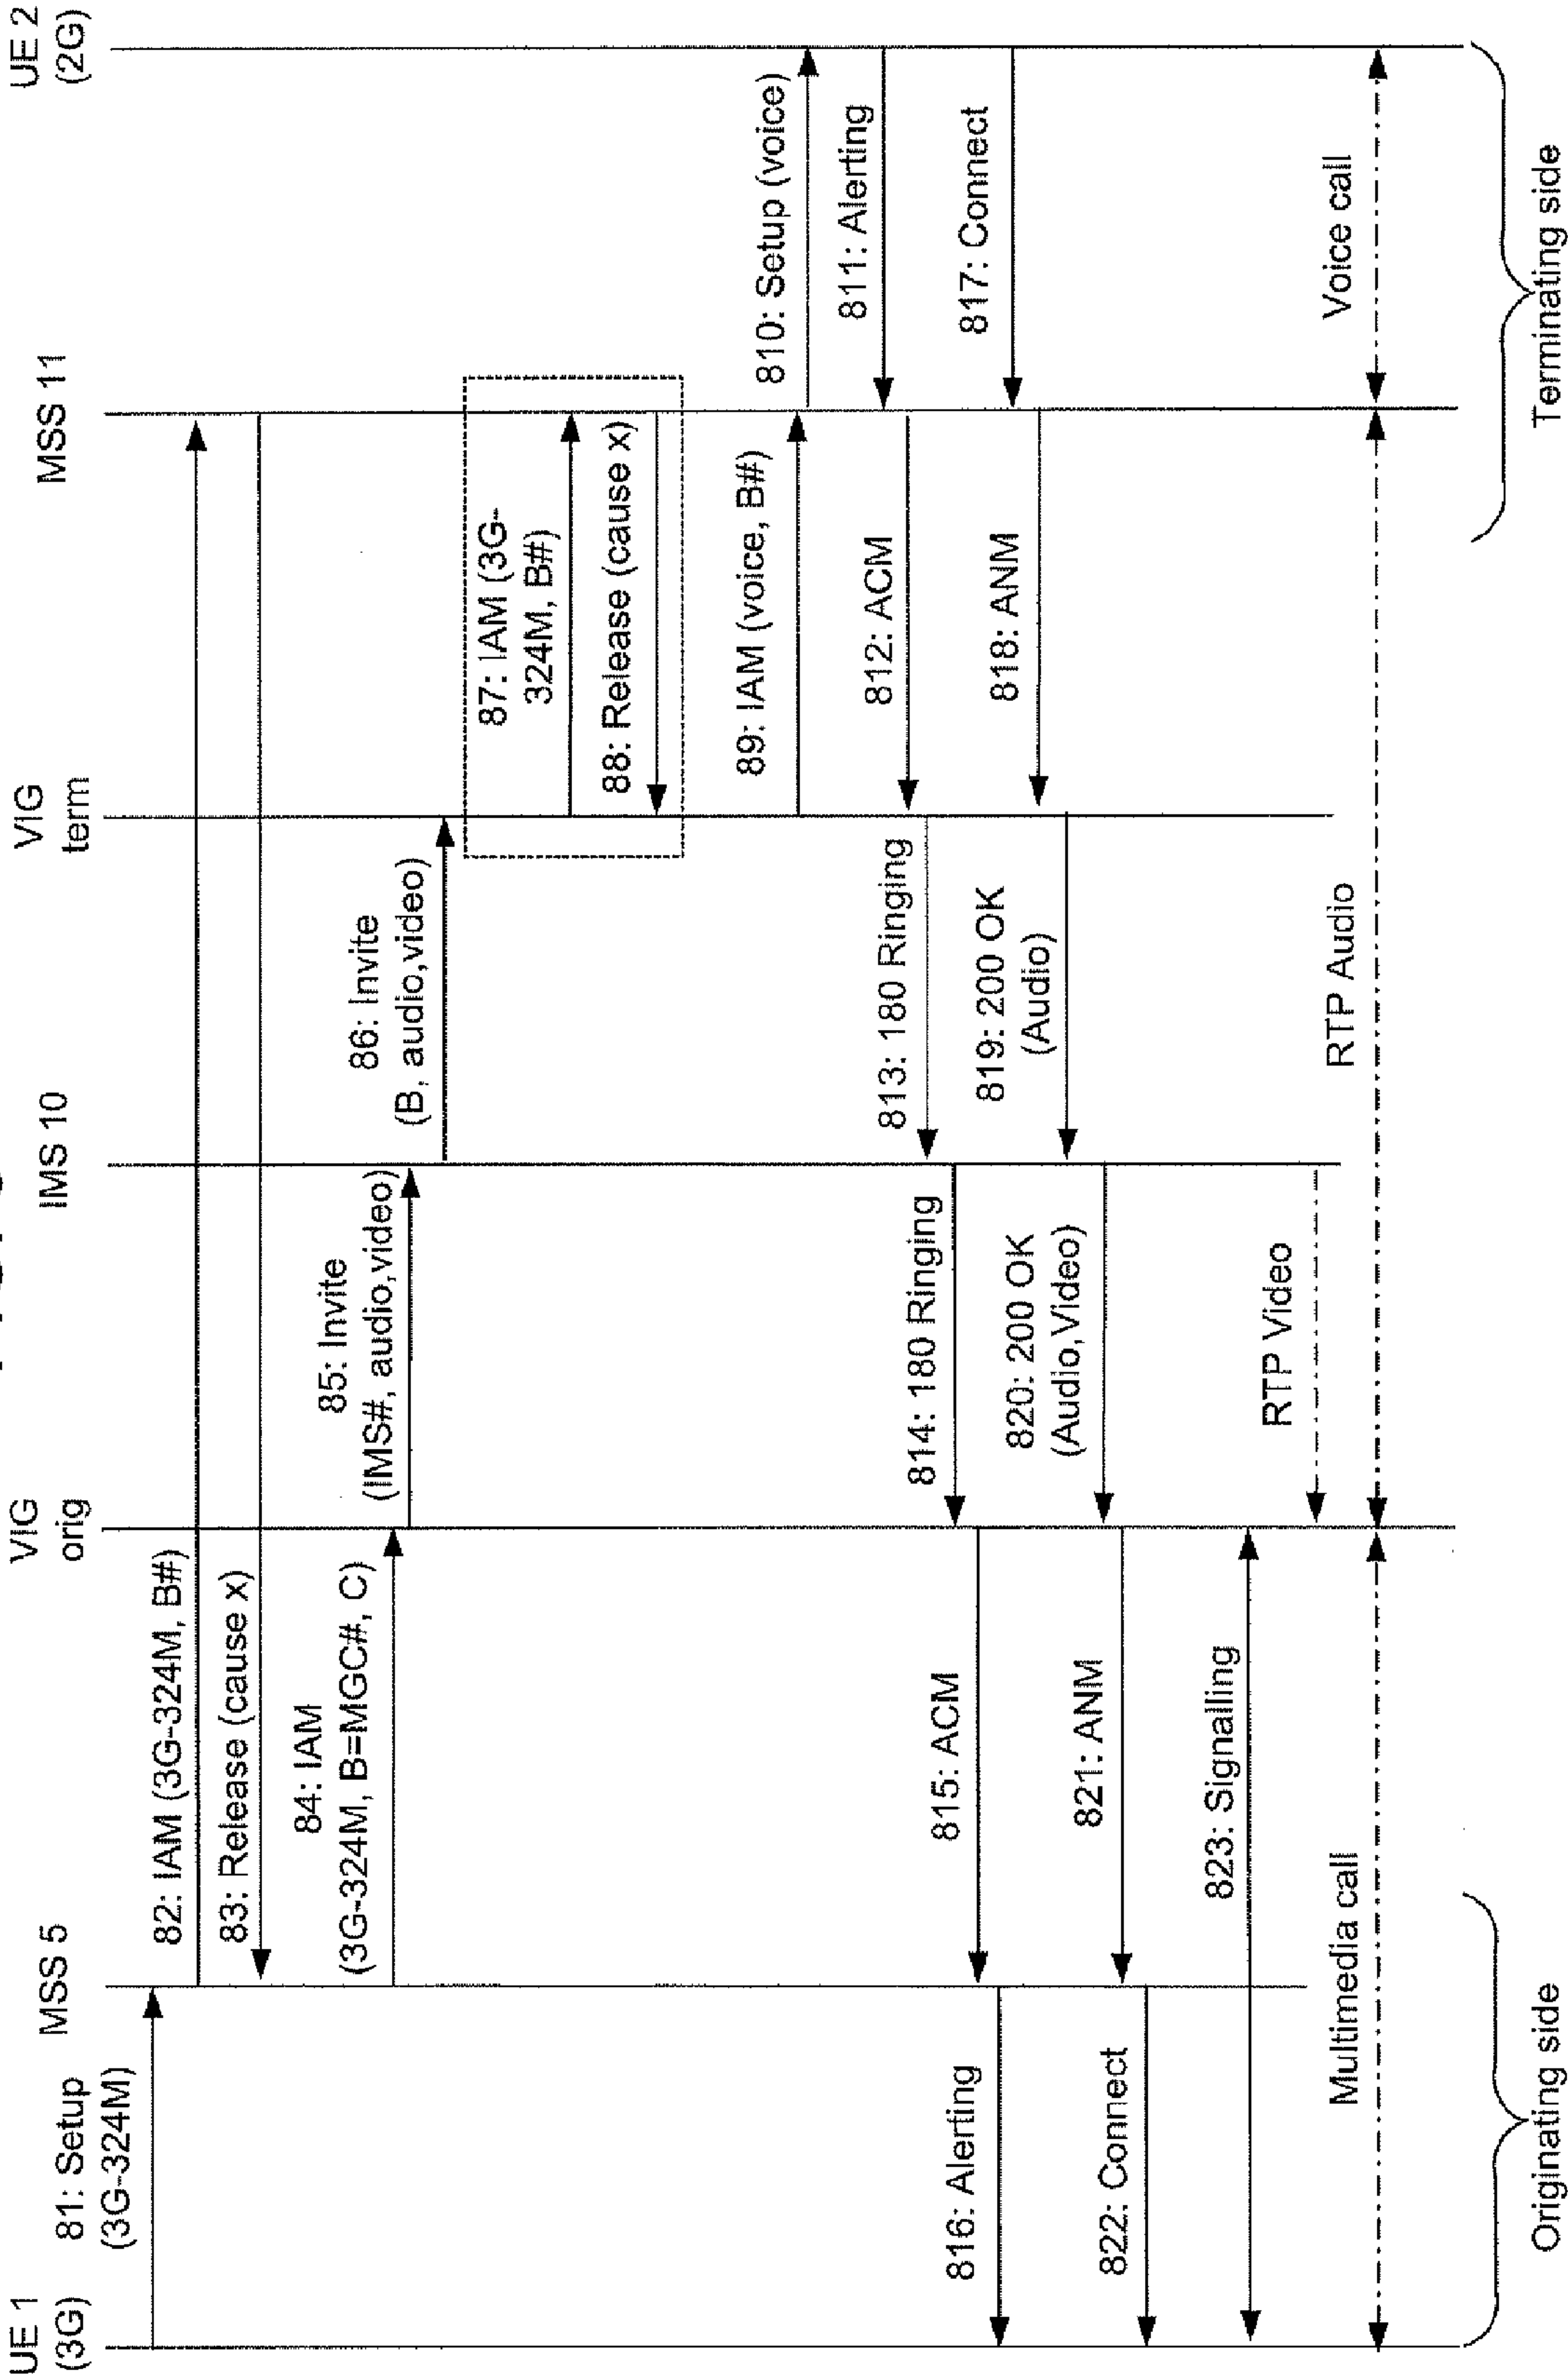 UE 1
(3G)
MSS 5
VIG
orig
IMS 10
VIG
term
MSS 11
UE 2
(2G)
81: Setup
(3G-324M)
82: IAM (3G-324M, B#)
83: Release (cause x)
84: IAM
(3G-324M, B=MGC#, C)
85: Invite
(IMS#, audio,video)
86: Invite
(B, audio,video)
87: IAM (3G-
324M, B#)
88: Release (cause x)
89: IAM (voice, B#)
810: Setup (voice)
811: Alerting
812: ACM
813: 180 Ringing
814: 180 Ringing
815: ACM
816: Alerting
817: Connect
818: ANM
819: 200 OK
(Audio)
820: 200 OK
(Audio,Video)
821: ANM
822: Connect
823: Signalling
RTP Video
Multimedia call
RTP Audio
Voice call
Originating side
Terminating side